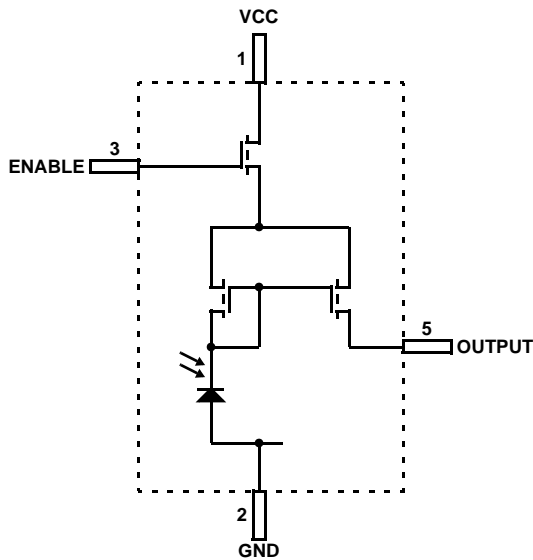 VCC
1
3
ENABLE
5
OUTPUT
2
GND